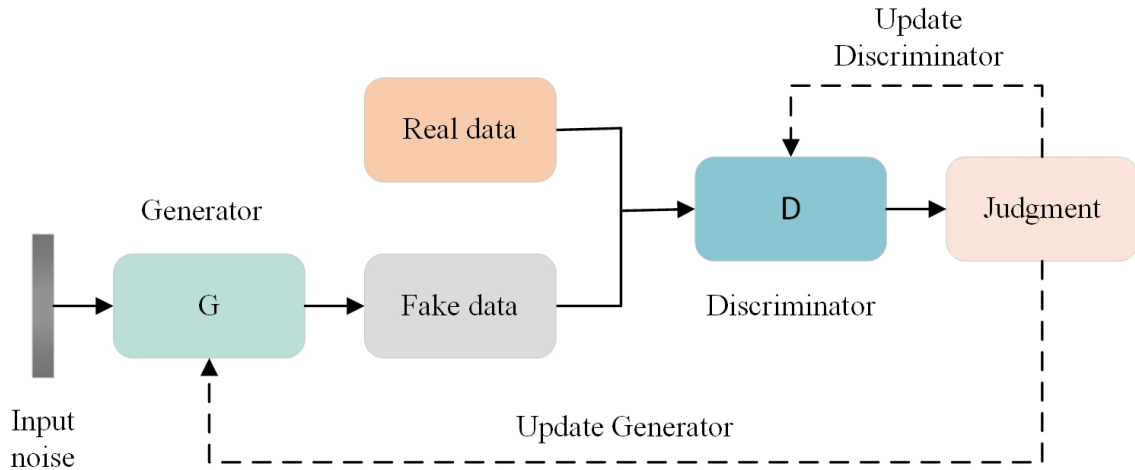 Update
Discriminator
Real data
Generator
D
Judgment
G
Fake data
Discriminator
Input
noise
Update Generator